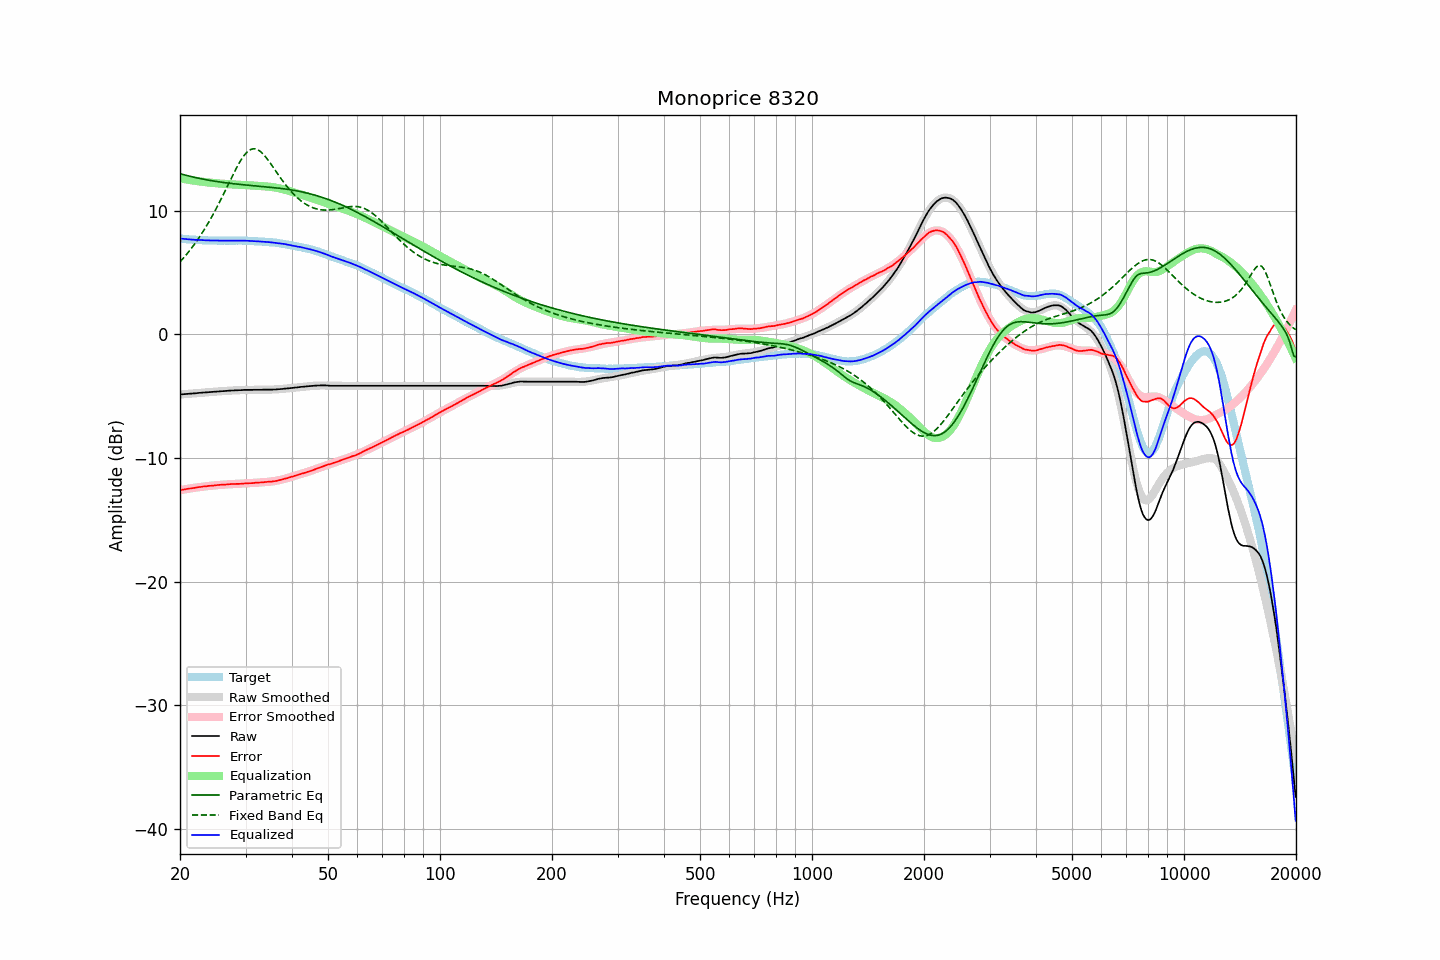 Monoprice 8320
Amplitude (dBr)
10
0
−10
−20
−30
−40
Target
Raw Smoothed
Error Smoothed
Raw
Error
Equalization
Parametric Eq
Fixed Band Eq
Equalized
20 50 100 200 500 1000 2000 5000 10000 20000
Frequency (Hz)